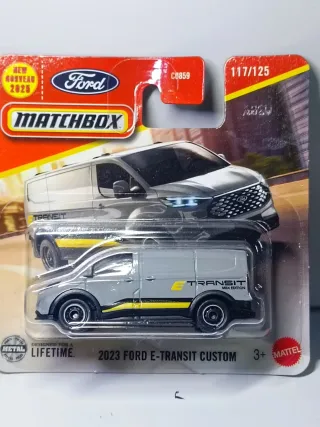 NEW
NOUVEAU
2025
Ford
C0859
117/125
MATCHBOX
TRANSIT
E TRANSIT
METAL
LIFETIME
2023 FORD E-TRANSIT CUSTOM
3+
MATTEL